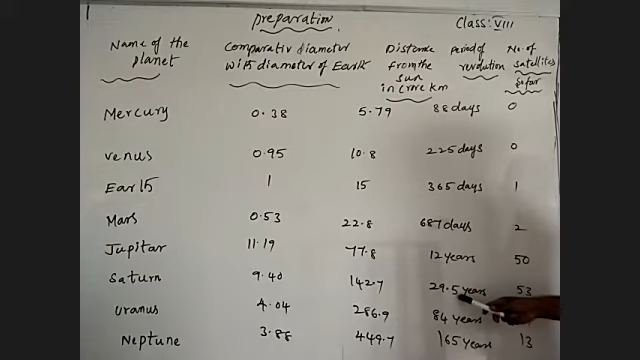 preparation
Class: VIII
Name of the planet Comparativ diameter with diameter of Earth Distance from the sun in crore km period of revolution No. of satellites so far
Mercury 0.38 5.79 88 days 0
Venus 0.95 10.8 225 days 0
Earth 1 15 365 days 1
Mars 0.53 22.8 687 days 2
Jupitar 11.19 77.8 12 years 50
Saturn 9.40 142.7 29.5 years 53
Uranus 4.04 286.9 84 years
Neptune 3.88 449.7 165 years 13